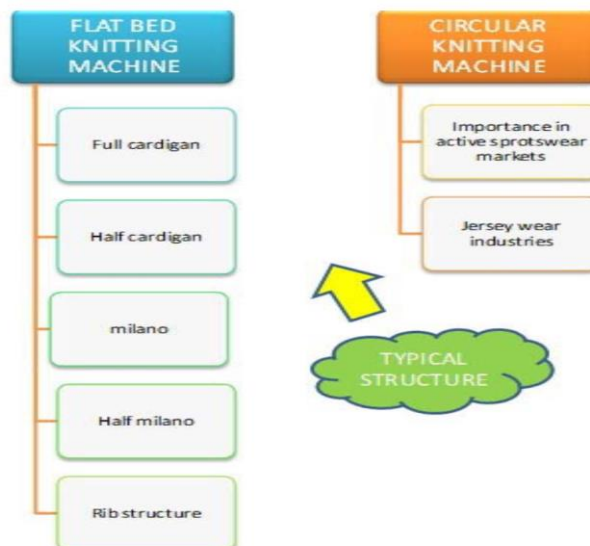 FLAT BED
KNITTING
MACHINE
Full cardigan
Half cardigan
milano
Half milano
Rib structure
CIRCULAR
KNITTING
MACHINE
Importance in
active sprotswear
markets
Jersey wear
industries
TYPICAL
STRUCTURE